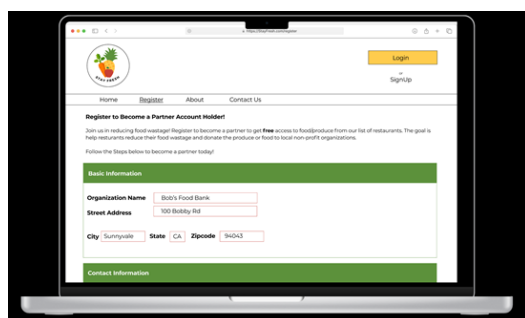 https://StayFresh.com/register
STAY FRESH
Login
or
SignUp
Home Register About Contact Us
Register to Become a Partner Account Holder!
Join us in reducing food wastage! Register to become a partner to get free access to food/produce from our list of restaurants. The goal is
help resturants reduce their food wastage and donate the produce or food to local non-profit organizations.
Follow the Steps below to become a partner today!
Basic Information
Organization Name Bob's Food Bank
Street Address 100 Bobby Rd
City Sunnyvale State CA Zipcode 94043
Contact Information